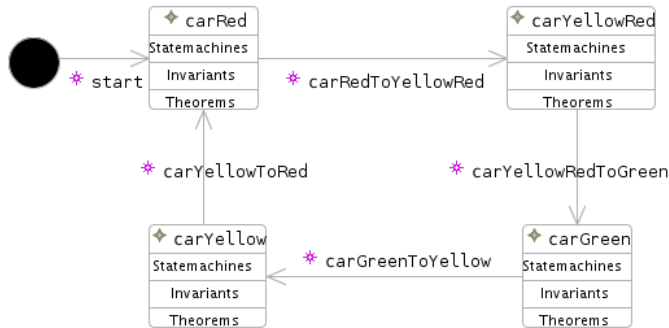 carRed
Statemachines
Invariants
Theorems
start
carRedToYellowRed
carYellowRed
Statemachines
Invariants
Theorems
carYellowToRed
carYellowRedToGreen
carYellow
Statemachines
Invariants
Theorems
carGreenToYellow
carGreen
Statemachines
Invariants
Theorems